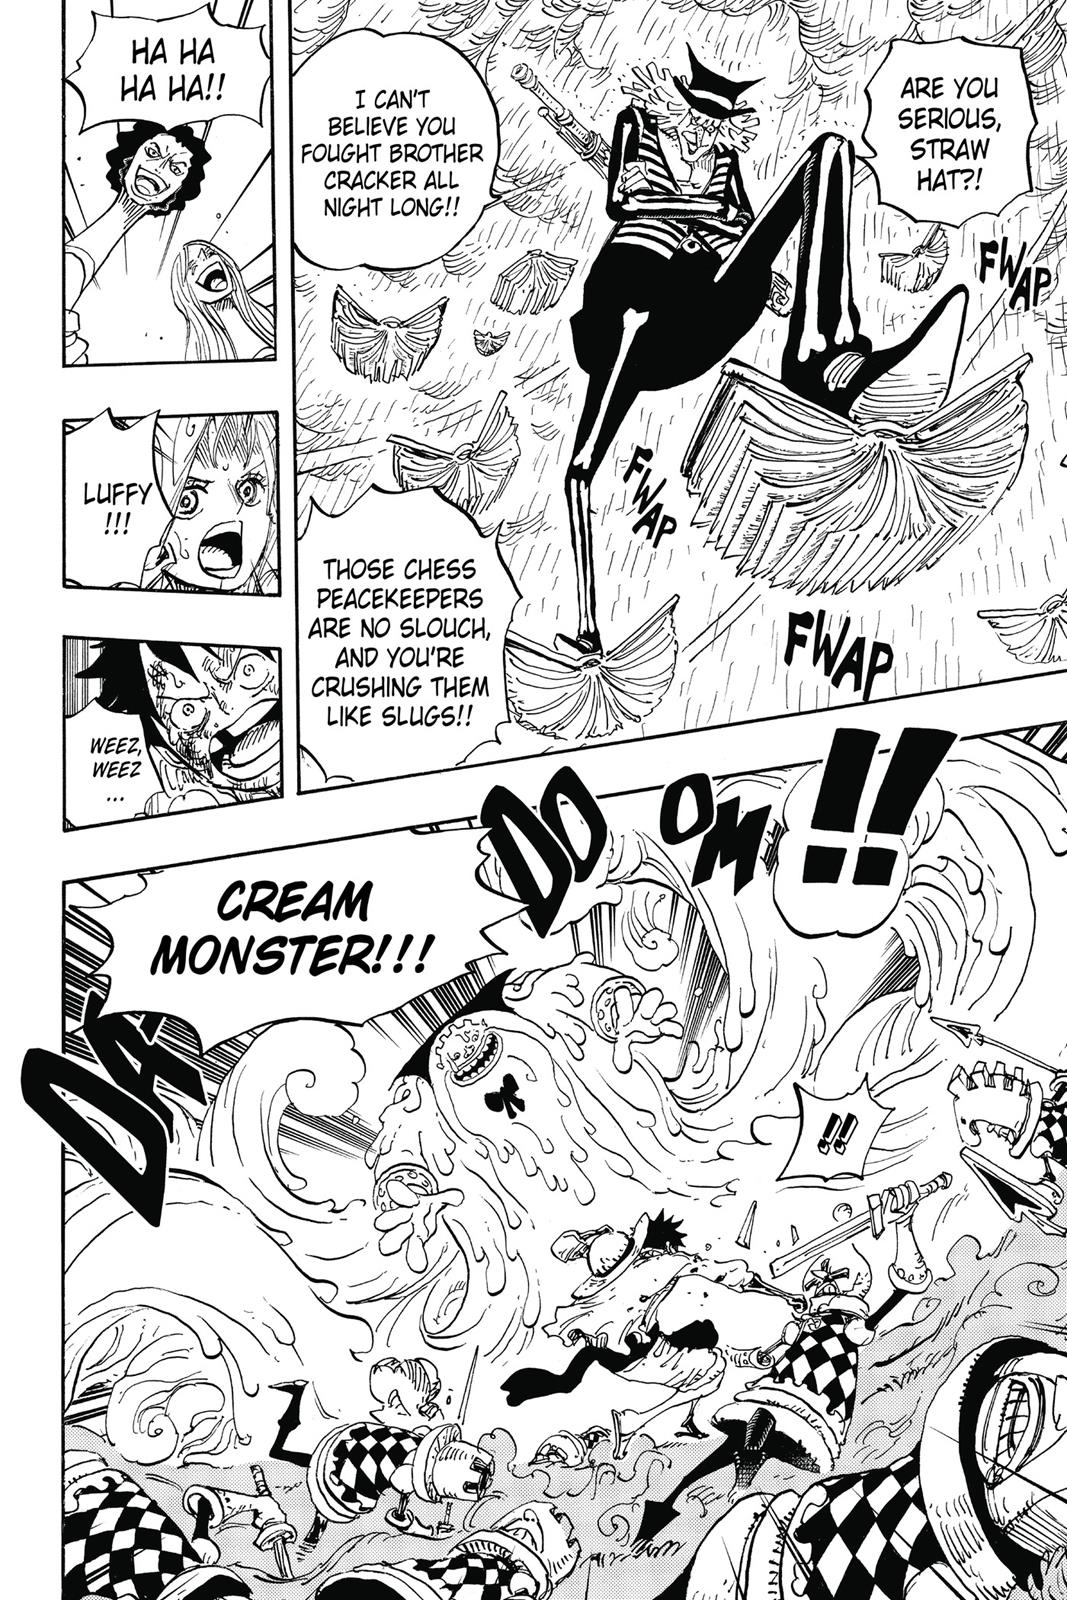 ARE YOU
SERIOUS,
STRAW
HAT?!
I CAN'T
BELIEVE YOU
FOUGHT BROTHER
CRACKER ALL
NIGHT LONG!!
FWAP
FWAP
FWAP
THOSE CHESS
PEACEKEEPERS
ARE NO SLOUCH,
AND YOU'RE
CRUSHING THEM
LIKE SLUGS!!
HA HA
HA HA!!
LUFFY
!!!
WEEZ,
WEEZ
...
!!
DO OM
CREAM
MONSTER!!!
DA
!!